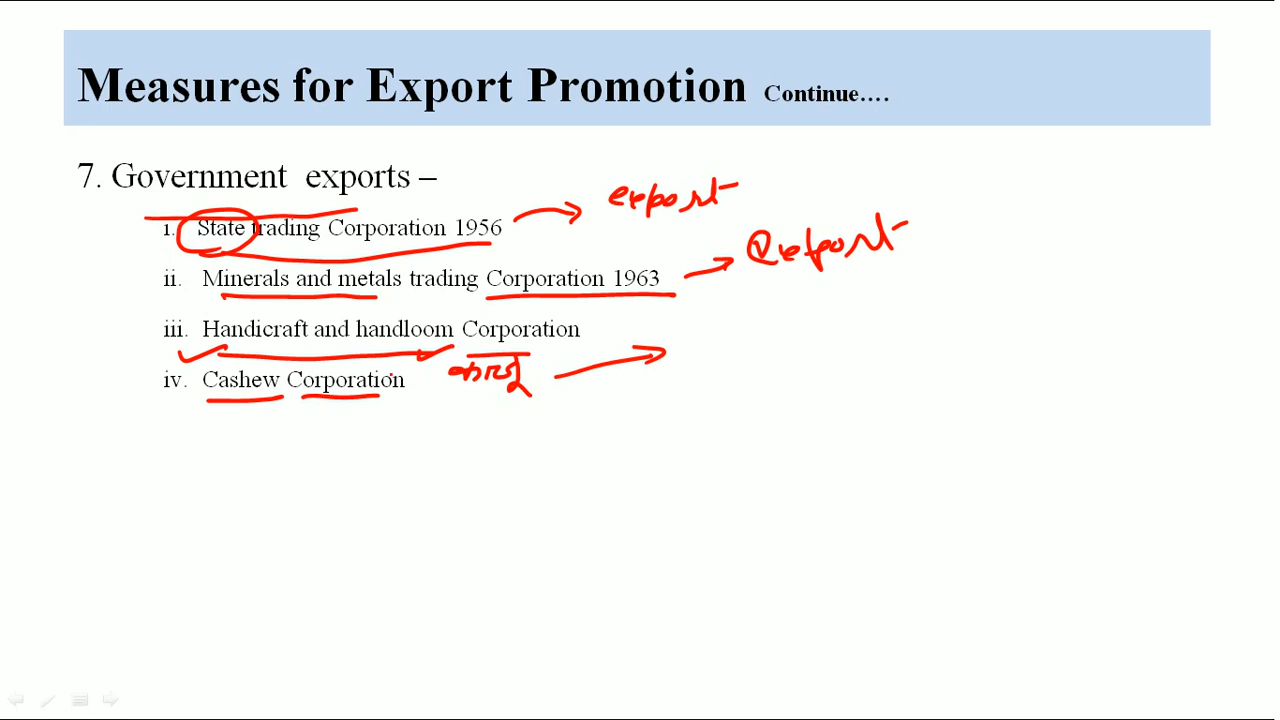 Measures for Export Promotion Continue....
7. Government exports –
export
i. State trading Corporation 1956
Export
ii. Minerals and metals trading Corporation 1963
iii. Handicraft and handloom Corporation
iv. Cashew Corporation काजू